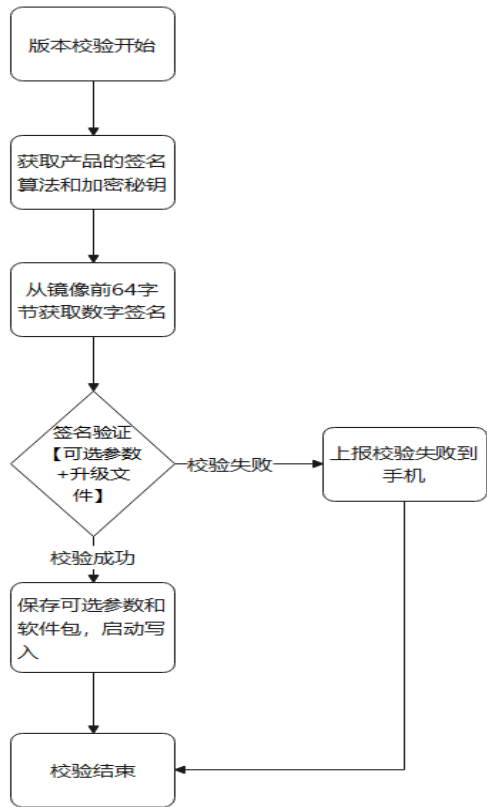 版本校验开始
获取产品的签名
算法和加密秘钥
从镜像前64字
节获取数字签名
签名验证
【可选参数
+升级文
件】
校验失败
上报校验失败到
手机
校验成功
保存可选参数和
软件包，启动写
入
校验结束